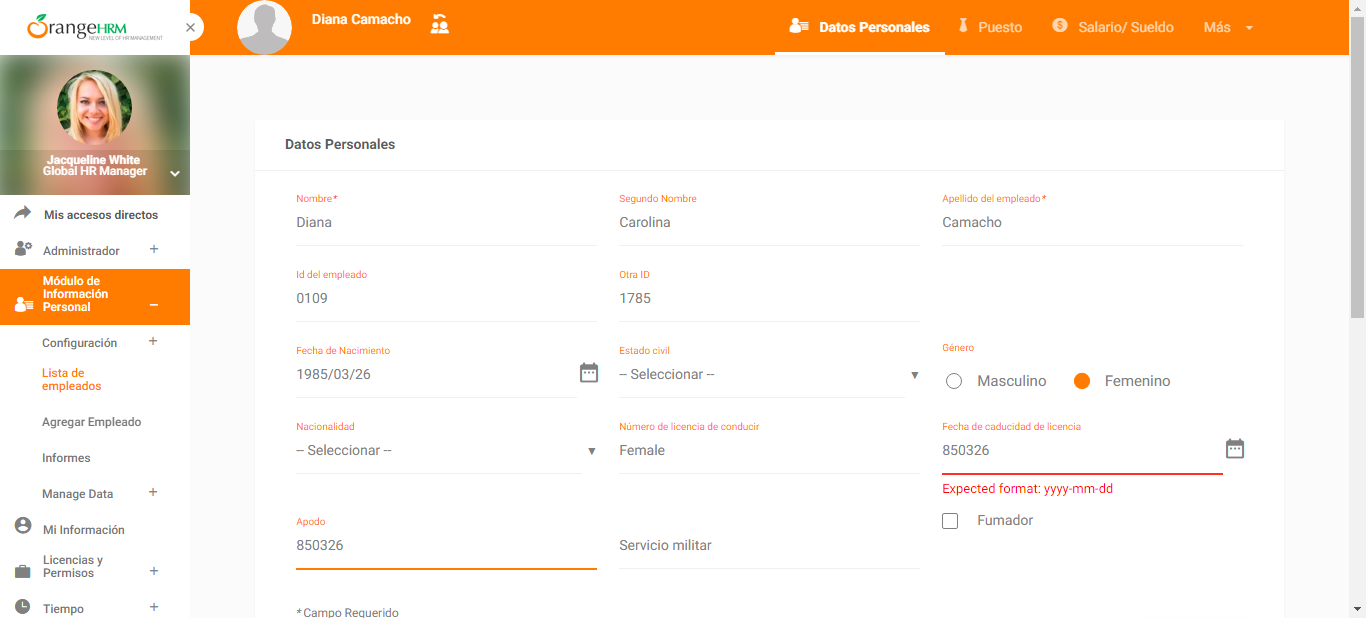 OrangeHRM
NEW LEVEL OF HR MANAGEMENT
Diana Camacho
Datos Personales
Puesto
Salario/ Sueldo
Más
Jacqueline White
Global HR Manager
Mis accesos directos
Administrador
Módulo de
Información
Personal
Configuración
Lista de
empleados
Agregar Empleado
Informes
Manage Data
Mi Información
Licencias y
Permisos
Tiempo
Datos Personales
Nombre*
Segundo Nombre
Apellido del empleado*
Diana
Carolina
Camacho
Id del empleado
Otra ID
0109
1785
Fecha de Nacimiento
Estado civil
Género
1985/03/26
-- Seleccionar --
Masculino
Femenino
Nacionalidad
Número de licencia de conducir
Fecha de caducidad de licencia
-- Seleccionar --
Female
850326
Expected format: yyyy-mm-dd
Apodo
Fumador
850326
Servicio militar
* Campo Requerido